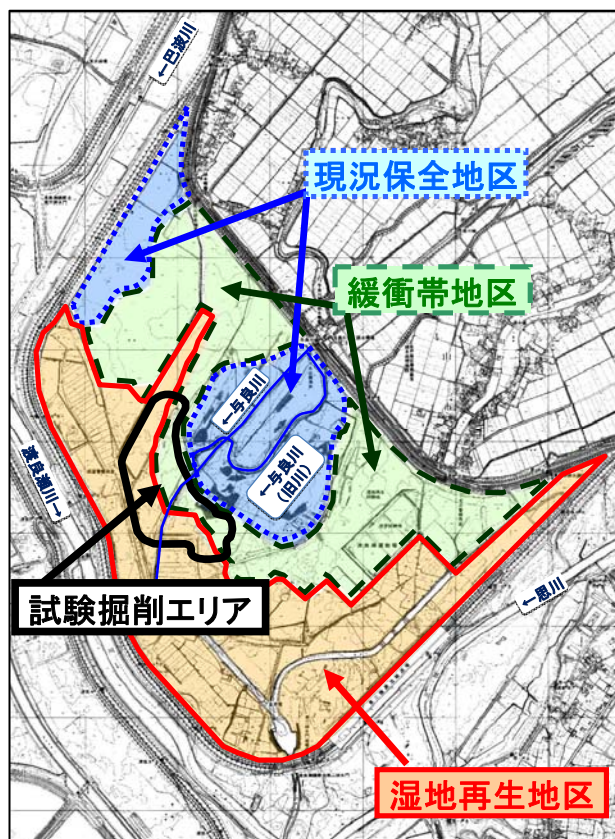 ←巴波川
現況保全地区
緩衝帯地区
←与良川
←与良川
(旧川)
渡良瀬川→
試験掘削エリア
←思川
湿地再生地区